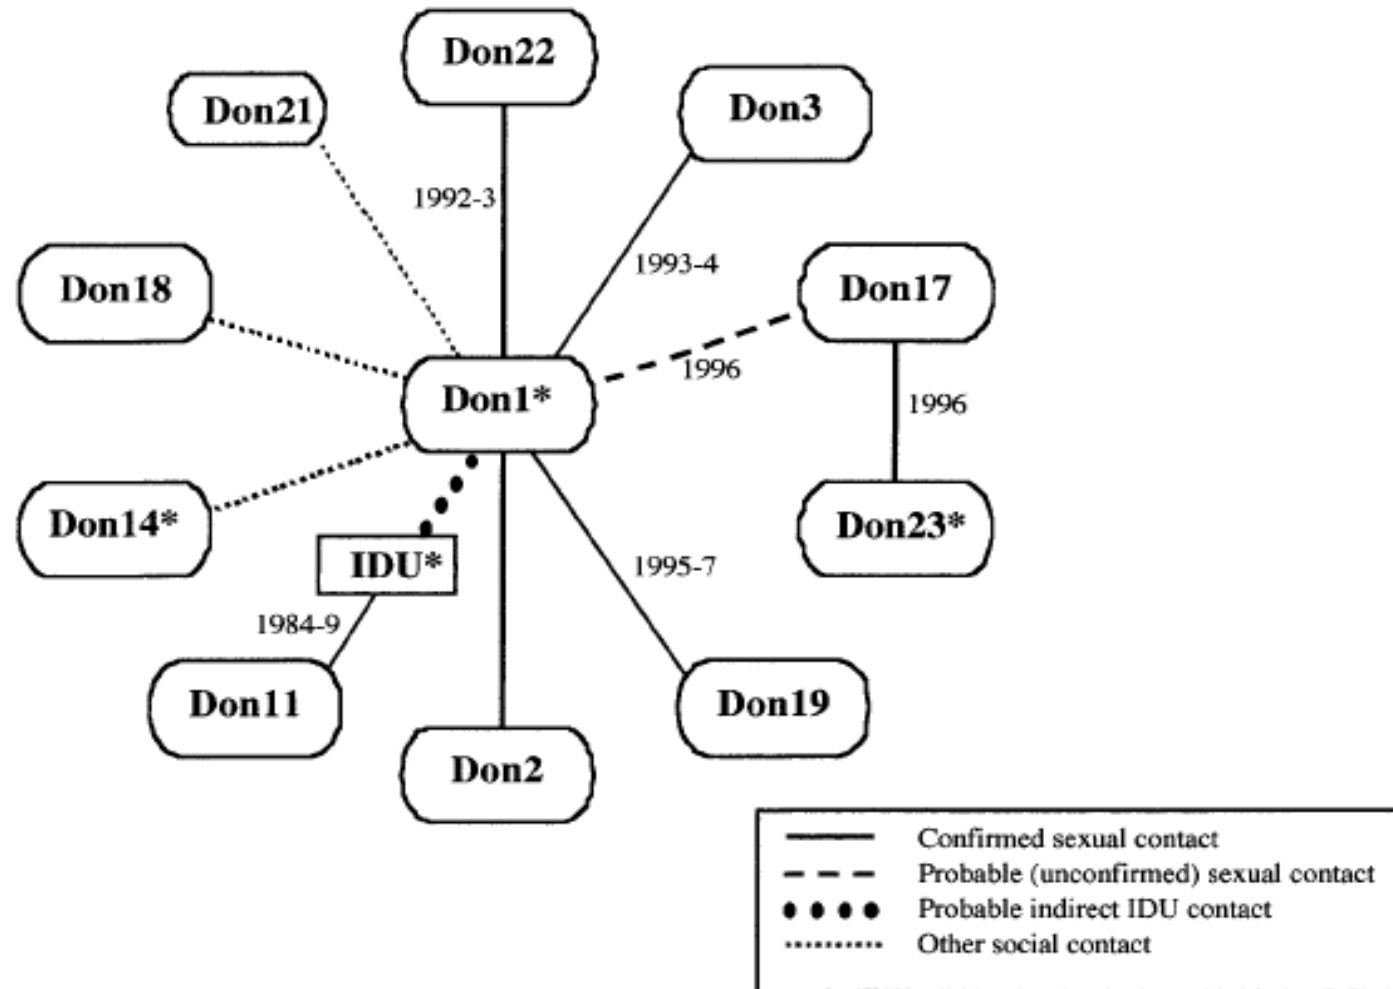 Don22
Don21
Don3
1992-3
1993-4
Don18
Don17
1996
Don1*
1996
Don14*
Don23*
IDU*
1995-7
1984-9
Don11
Don19
Don2
Confirmed sexual contact
Probable (unconfirmed) sexual contact
Probable indirect IDU contact
Other social contact